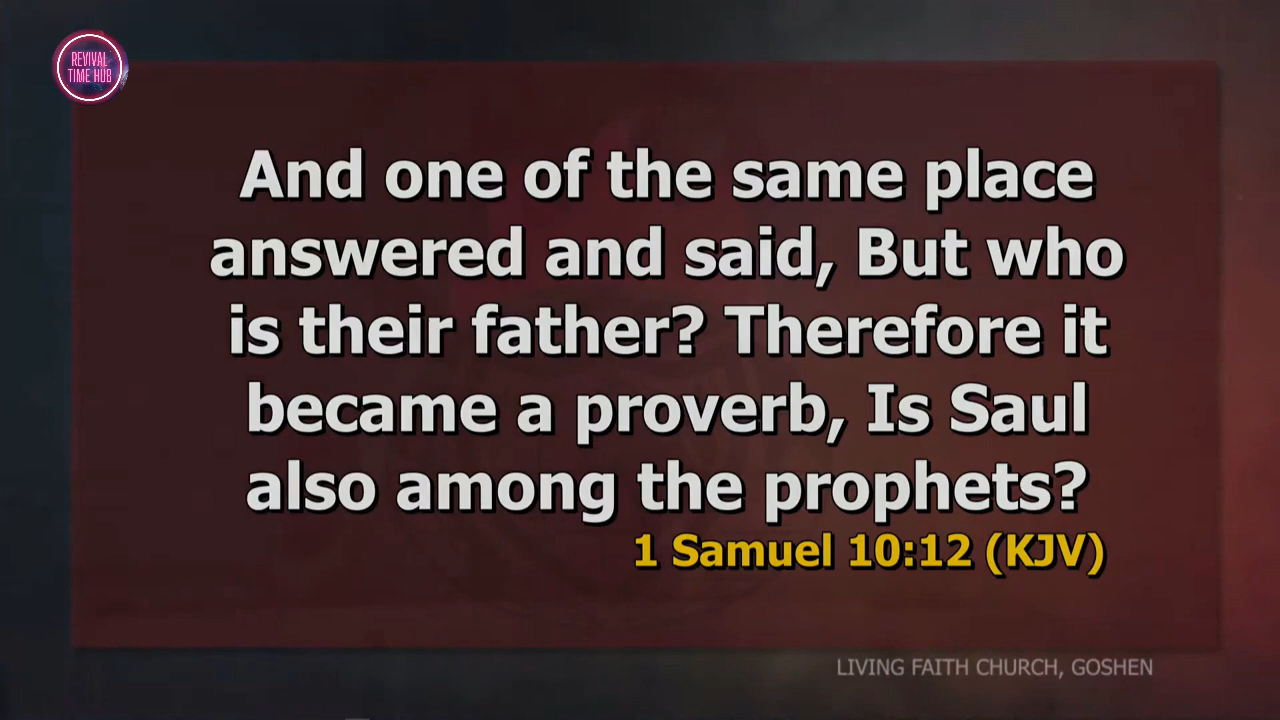 REVIVAL
TIME HUB
And one of the same place
answered and said, But who
is their father? Therefore it
became a proverb, Is Saul
also among the prophets?
1 Samuel 10:12 (KJV)
LIVING FAITH CHURCH, GOSHEN